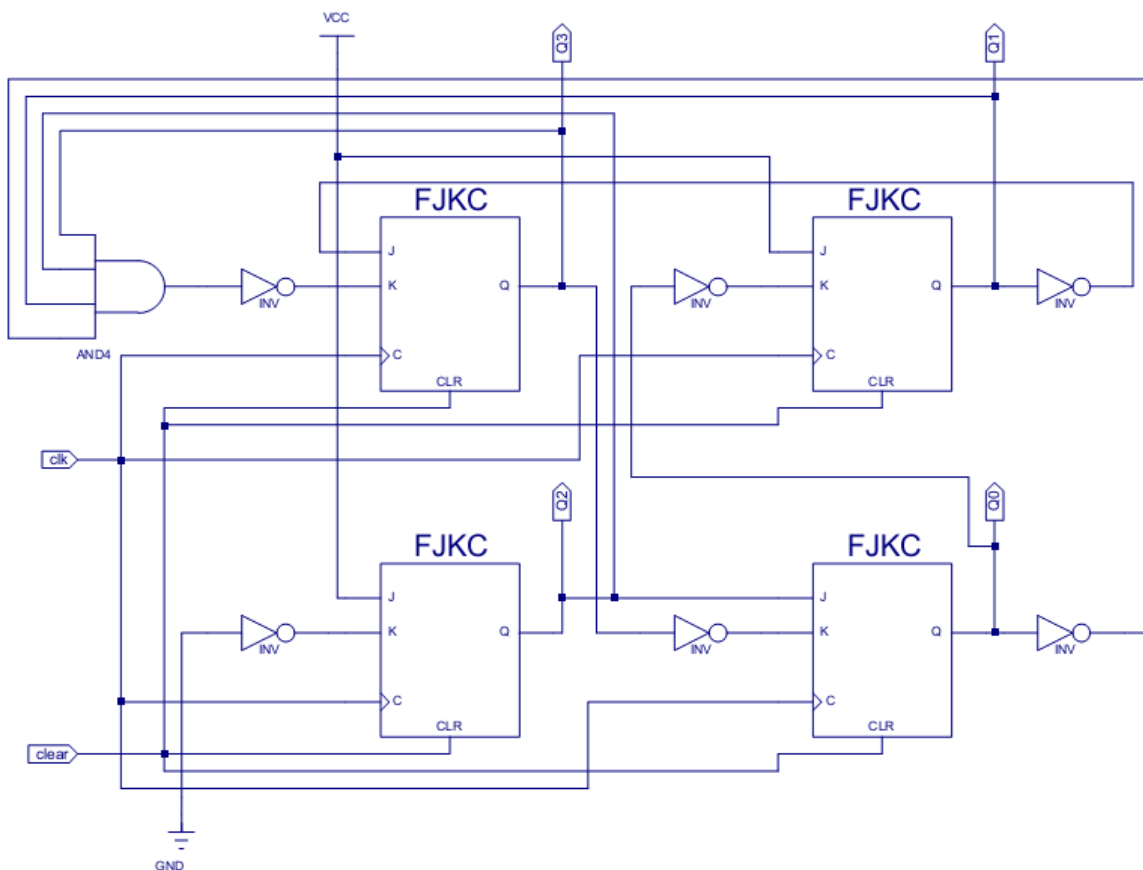 VCC
Q3
Q1
FJKC
FJKC
J
K
Q
C
CLR
INV
AND4
J
K
Q
C
CLR
INV
INV
clk
Q2
Q0
FJKC
FJKC
J
K
Q
C
CLR
INV
J
K
Q
C
CLR
INV
INV
clear
GND